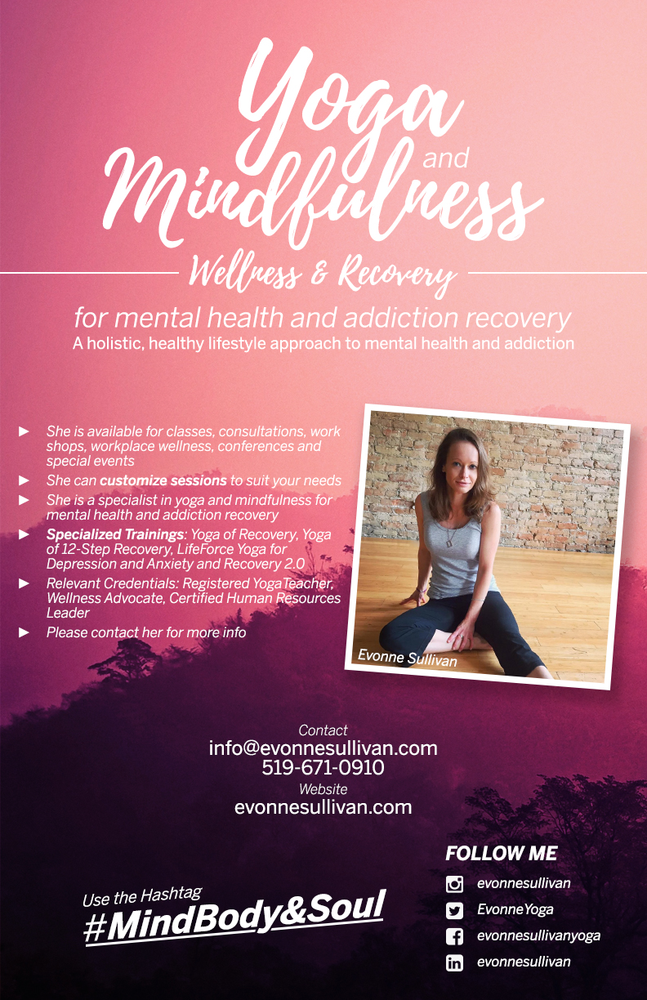 Yoga
and
Mindfulness
Wellness & Recovery
for mental health and addiction recovery
A holistic, healthy lifestyle approach to mental health and addiction
► She is available for classes, consultations, work
shops, workplace wellness, conferences and
special events
► She can customize sessions to suit your needs
► She is a specialist in yoga and mindfulness for
mental health and addiction recovery
► Specialized Trainings: Yoga of Recovery, Yoga
of 12-Step Recovery, LifeForce Yoga for
Depression and Anxiety and Recovery 2.0
► Relevant Credentials: Registered YogaTeacher,
Wellness Advocate, Certified Human Resources
Leader
► Please contact her for more info
Evonne Sullivan
Contact
info@evonnesullivan.com
519-671-0910
Website
evonnesullivan.com
Use the Hashtag
#MindBody&Soul
FOLLOW ME
evonnesullivan
EvonneYoga
evonnesullivanyoga
evonnesullivan